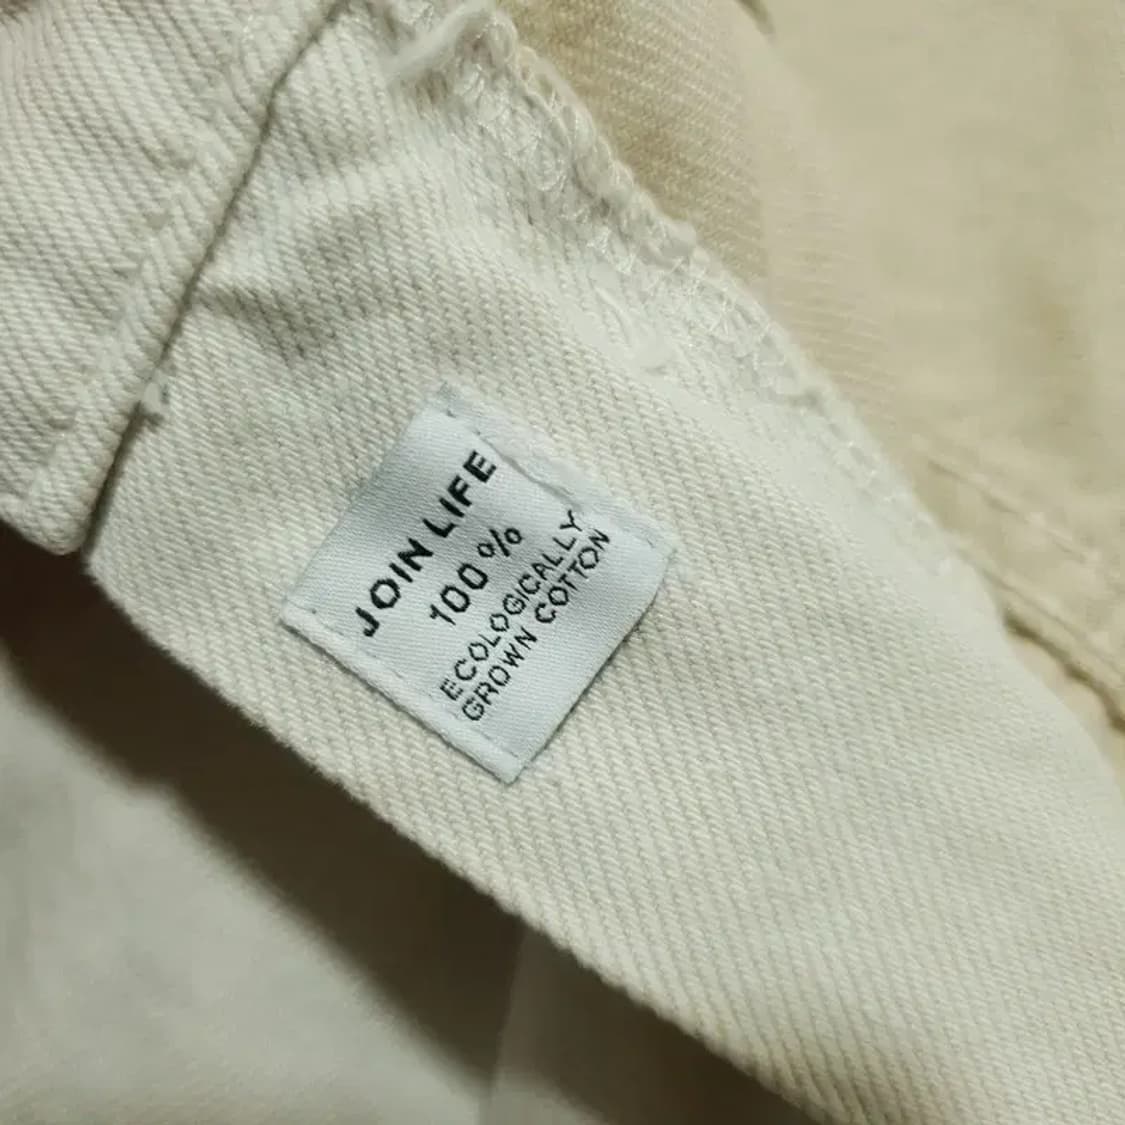 JOIN LIFE
100%
ECOLOGICALLY
GROWN COTTON